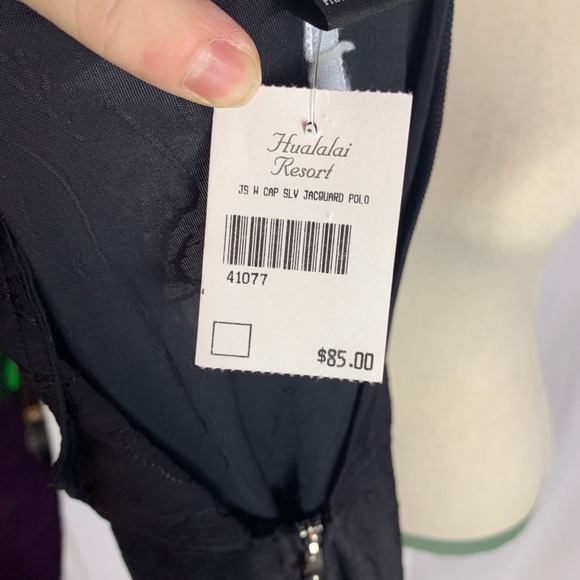 Hualalai
Resort
JS W CAP SLV JACQUARD POLO
41077
$85.00